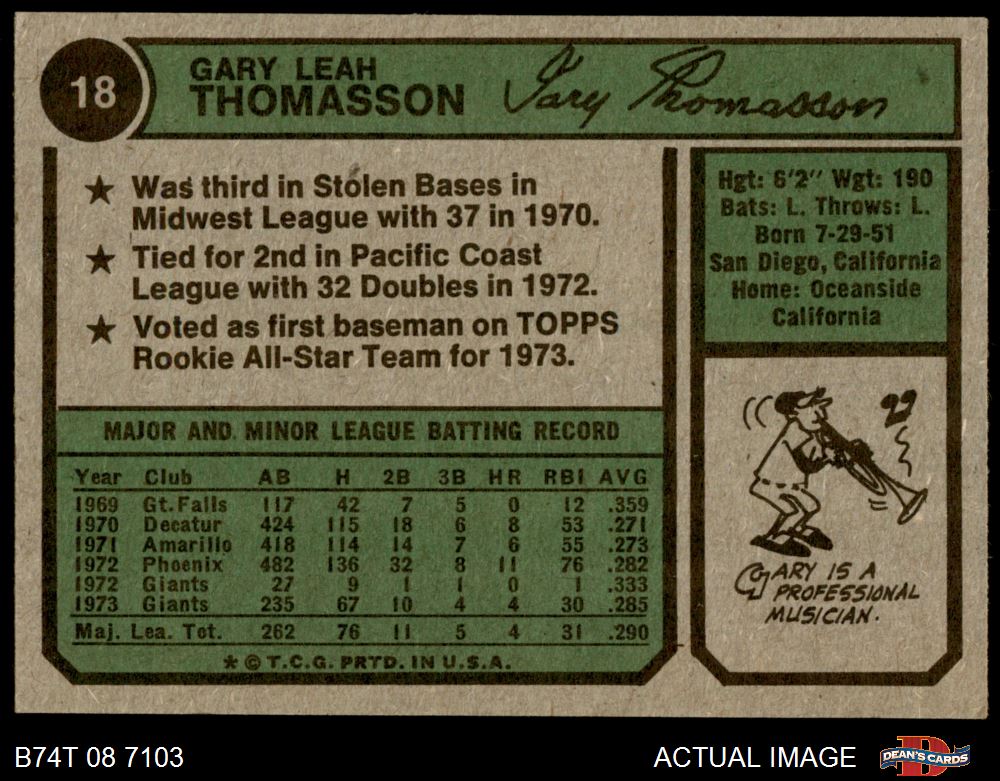 18
GARY LEAH
THOMASSON
Gary Thomasson
★ Was third in Stolen Bases in
Midwest League with 37 in 1970.
★ Tied for 2nd in Pacific Coast
League with 32 Doubles in 1972.
★ Voted as first baseman on TOPPS
Rookie All-Star Team for 1973.
Hgt: 6'2" Wgt: 190
Bats: L. Throws: L.
Born 7-29-51
San Diego, California
Home: Oceanside
California
MAJOR AND MINOR LEAGUE BATTING RECORD
Year Club AB H 2B 3B HR RBI AVG
1969 Gt. Falls 117 42 7 5 0 12 .359
1970 Decatur 424 115 18 6 8 53 .271
1971 Amarillo 418 114 14 7 6 55 .273
1972 Phoenix 482 136 32 8 11 76 .282
1972 Giants 27 9 1 1 0 1 .333
1973 Giants 235 67 10 4 4 30 .285
Maj. Lea. Tot. 262 76 11 5 4 31 .290
* © T.C.G. PRTD. IN U.S.A.
GARY IS A
PROFESSIONAL
MUSICIAN.
B74T 08 7103
ACTUAL IMAGE
DEAN'S CARDS